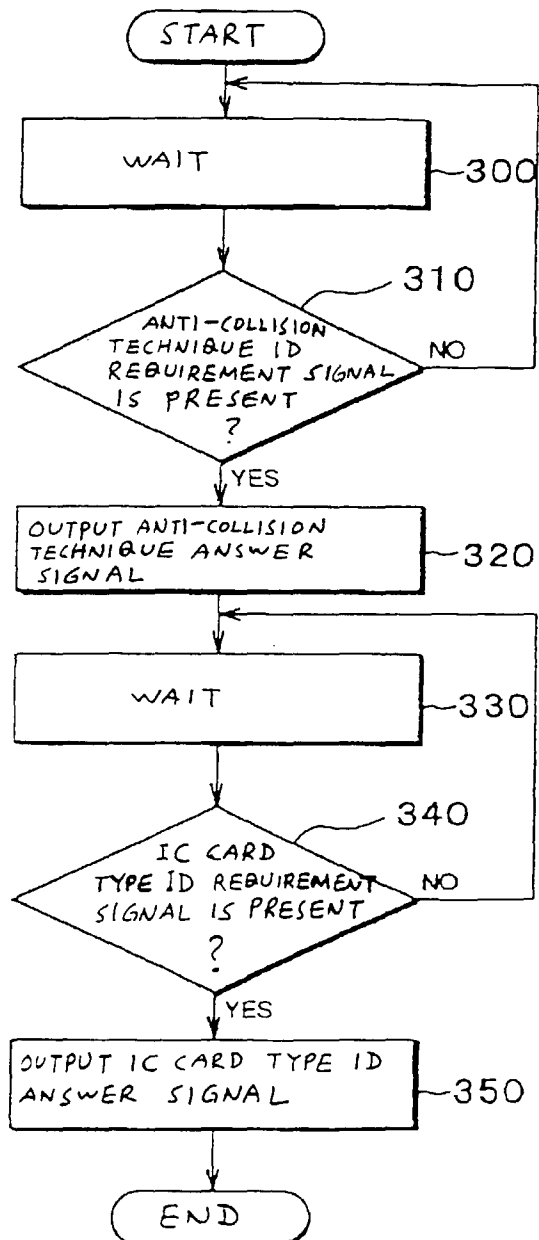 START
WAIT
300
310
ANTI-COLLISION
TECHNIQUE ID
REQUIREMENT SIGNAL
IS PRESENT
?
NO
YES
OUTPUT ANTI-COLLISION
TECHNIQUE ANSWER
SIGNAL
320
WAIT
330
340
IC CARD
TYPE ID REQUIREMENT
SIGNAL IS PRESENT
?
NO
YES
OUTPUT IC CARD TYPE ID
ANSWER SIGNAL
350
END